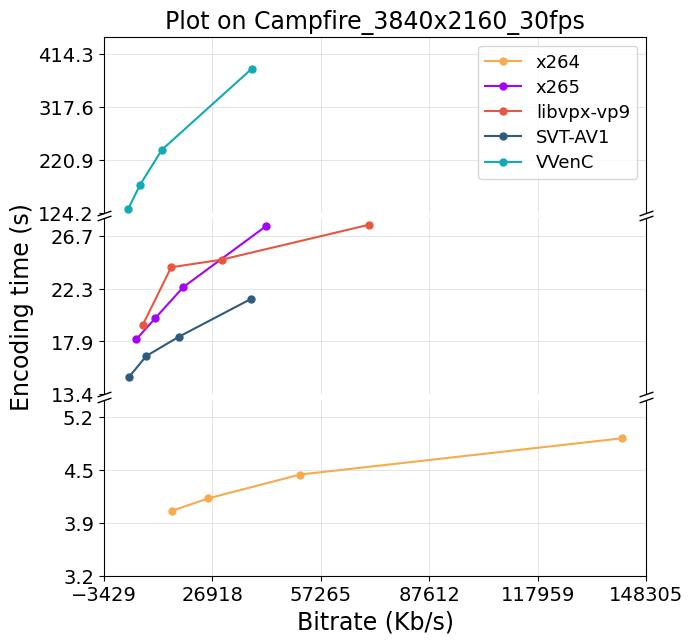 Plot on Campfire_3840x2160_30fps
x264
x265
libvpx-vp9
SVT-AV1
VVenC
Encoding time (s)
414.3
317.6
220.9
124.2
26.7
22.3
17.9
13.4
5.2
4.5
3.9
3.2
−3429 26918 57265 87612 117959 148305
Bitrate (Kb/s)